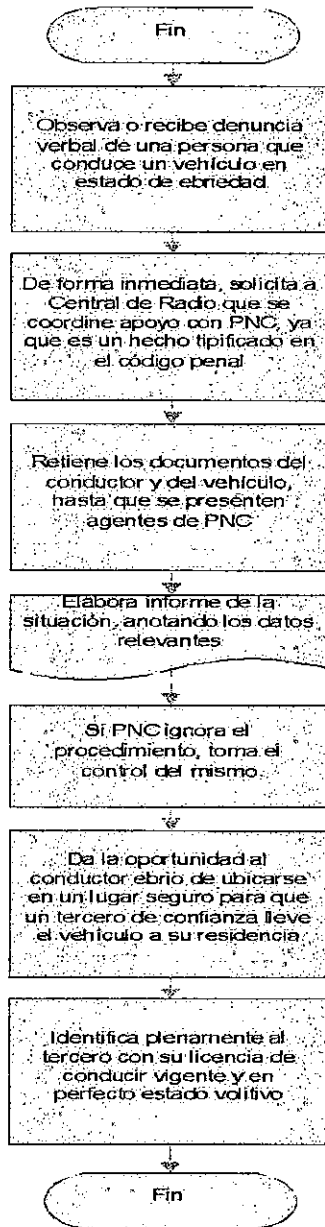 Fin
Observa o recibe denuncia
verbal de una persona que
conduce un vehículo en
estado de ebriedad
De forma inmediata, solicita a
Central de Radio que se
coordine apoyo con PNC, ya
que es un hecho tipificado en
el código penal
Retiene los documentos del
conductor y del vehículo,
hasta que se presenten
agentes de PNC
Elabora informe de la
situación, anotando los datos
relevantes
Si PNC ignora el
procedimiento, toma el
control del mismo.
Da la oportunidad al
conductor ebrio de ubicarse
en un lugar seguro para que
un tercero de confianza lleve
el vehículo a su residencia
Identifica plenamente al
tercero con su licencia de
conducir vigente y en
perfecto estado volitivo
Fin